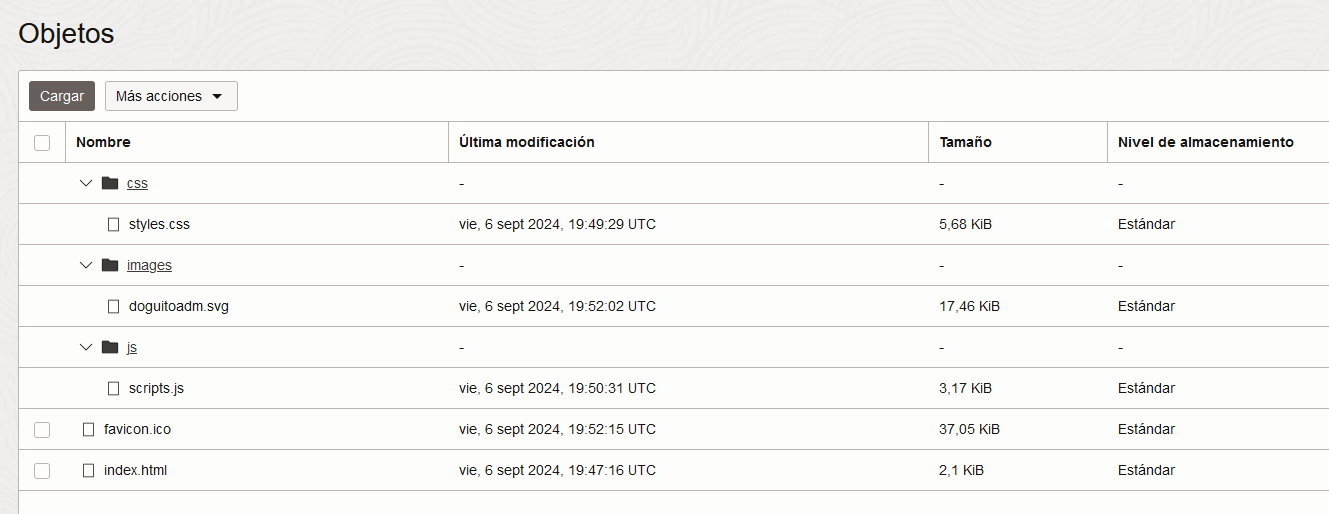 Objetos
Cargar Más acciones
Nombre Última modificación Tamaño Nivel de almacenamiento
css - - -
styles.css vie, 6 sept 2024, 19:49:29 UTC 5,68 KiB Estándar
images - - -
doguitoadm.svg vie, 6 sept 2024, 19:52:02 UTC 17,46 KiB Estándar
js - - -
scripts.js vie, 6 sept 2024, 19:50:31 UTC 3,17 KiB Estándar
favicon.ico vie, 6 sept 2024, 19:52:15 UTC 37,05 KiB Estándar
index.html vie, 6 sept 2024, 19:47:16 UTC 2,1 KiB Estándar